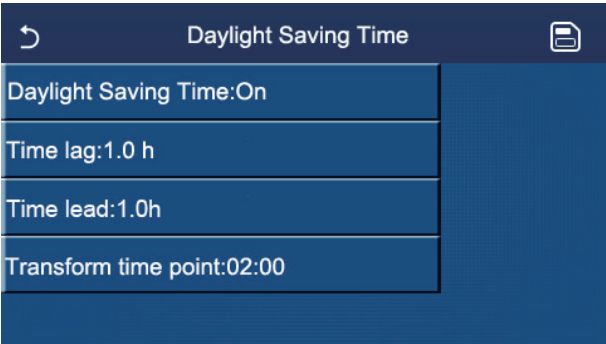 Daylight Saving Time
Daylight Saving Time:On
Time lag:1.0 h
Time lead:1.0h
Transform time point:02:00